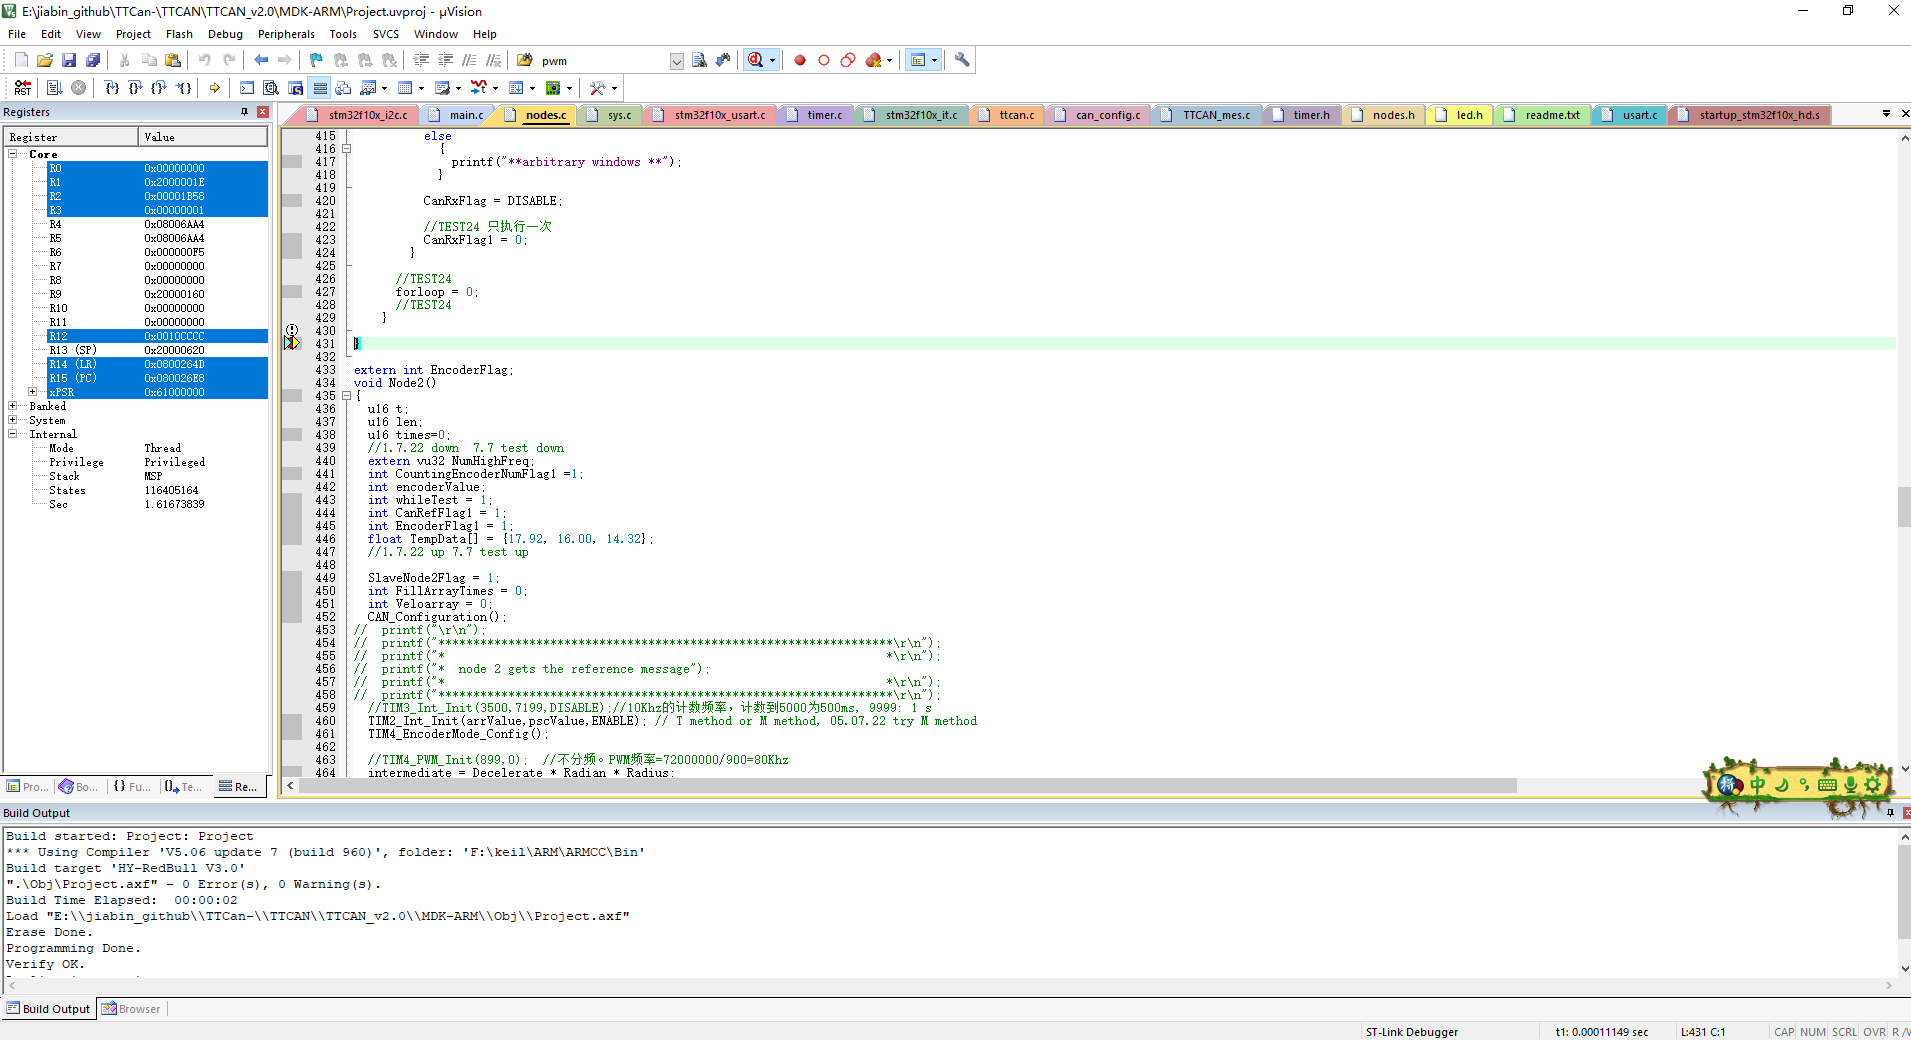 E:\jiabin_github\TTCan-\TTCAN\TTCAN_v2.0\MDK-ARM\Project.uvproj - µVision
File Edit View Project Flash Debug Peripherals Tools SVCS Window Help
pwm
RST
Registers
stm32f10x_i2c.c main.c nodes.c sys.c stm32f10x_usart.c timer.c stm32f10x_it.c ttcan.c can_config.c TTCAN_mes.c timer.h nodes.h led.h readme.txt usart.c startup_stm32f10x_hd.s
Register Value
Core
R0 0x00000000
R1 0x2000001E
R2 0x00001B58
R3 0x00000001
R4 0x08006AA4
R5 0x08006AA4
R6 0x000000F5
R7 0x00000000
R8 0x00000000
R9 0x20000160
R10 0x00000000
R11 0x00000000
R12 0x0010CCCC
R13 (SP) 0x20000620
R14 (LR) 0x0800264D
R15 (PC) 0x080026E8
xPSR 0x61000000
Banked
System
Internal
Mode Thread
Privilege Privileged
Stack MSP
States 116405164
Sec 1.61673839
Pro... Bo... {} Fu... Te... Re...
415 else
416 {
417 printf("**arbitrary windows **");
418 }
419
420 CanRxFlag = DISABLE;
421
422 //TEST24 只执行一次
423 CanRxFlag1 = 0;
424 }
425
426 //TEST24
427 forloop = 0;
428 //TEST24
429 }
430
431 }
432
433 extern int EncoderFlag;
434 void Node2()
435 {
436 u16 t;
437 u16 len;
438 u16 times=0;
439 //1.7.22 down  7.7 test down
440 extern vu32 NumHighFreq;
441 int CountingEncoderNumFlag1 =1;
442 int encoderValue;
443 int whileTest = 1;
444 int CanRefFlag1 = 1;
445 int EncoderFlag1 = 1;
446 float TempData[] = {17.92, 16.00, 14.32};
447 //1.7.22 up 7.7 test up
448
449 SlaveNode2Flag = 1;
450 int FillArrayTimes = 0;
451 int Veloarray = 0;
452 CAN_Configuration();
453 //  printf("\r\n");
454 //  printf("*****************************************************************\r\n");
455 //  printf("*                                                               *\r\n");
456 //  printf("*  node 2 gets the reference message");
457 //  printf("*                                                               *\r\n");
458 //  printf("*****************************************************************\r\n");
459 //TIM3_Int_Init(3500,7199,DISABLE);//10Khz的计数频率，计数到5000为500ms, 9999: 1 s
460 TIM2_Int_Init(arrValue,pscValue,ENABLE); // T method or M method, 05.07.22 try M method
461 TIM4_EncoderMode_Config();
462
463 //TIM4_PWM_Init(899,0);  //不分频。PWM频率=72000000/900=80Khz
464 intermediate = Decelerate * Radian * Radius;
拼 中
Build Output
Build started: Project: Project
*** Using Compiler 'V5.06 update 7 (build 960)', folder: 'F:\keil\ARM\ARMCC\Bin'
Build target 'HY-RedBull V3.0'
".\Obj\Project.axf" - 0 Error(s), 0 Warning(s).
Build Time Elapsed:  00:00:02
Load "E:\\jiabin_github\\TTCan-\\TTCAN\\TTCAN_v2.0\\MDK-ARM\\Obj\\Project.axf"
Erase Done.
Programming Done.
Verify OK.
Build Output Browser
ST-Link Debugger t1: 0.00011149 sec L:431 C:1 CAP NUM SCRL OVR R /W